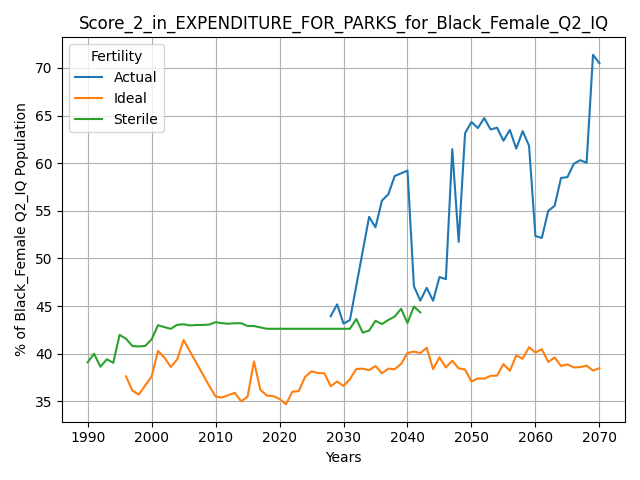 Score_2_in_EXPENDITURE_FOR_PARKS_for_Black_Female_Q2_IQ
Fertility
Actual
Ideal
Sterile
% of Black_Female Q2_IQ Population
70
65
60
55
50
45
40
35
1990 2000 2010 2020 2030 2040 2050 2060 2070
Years